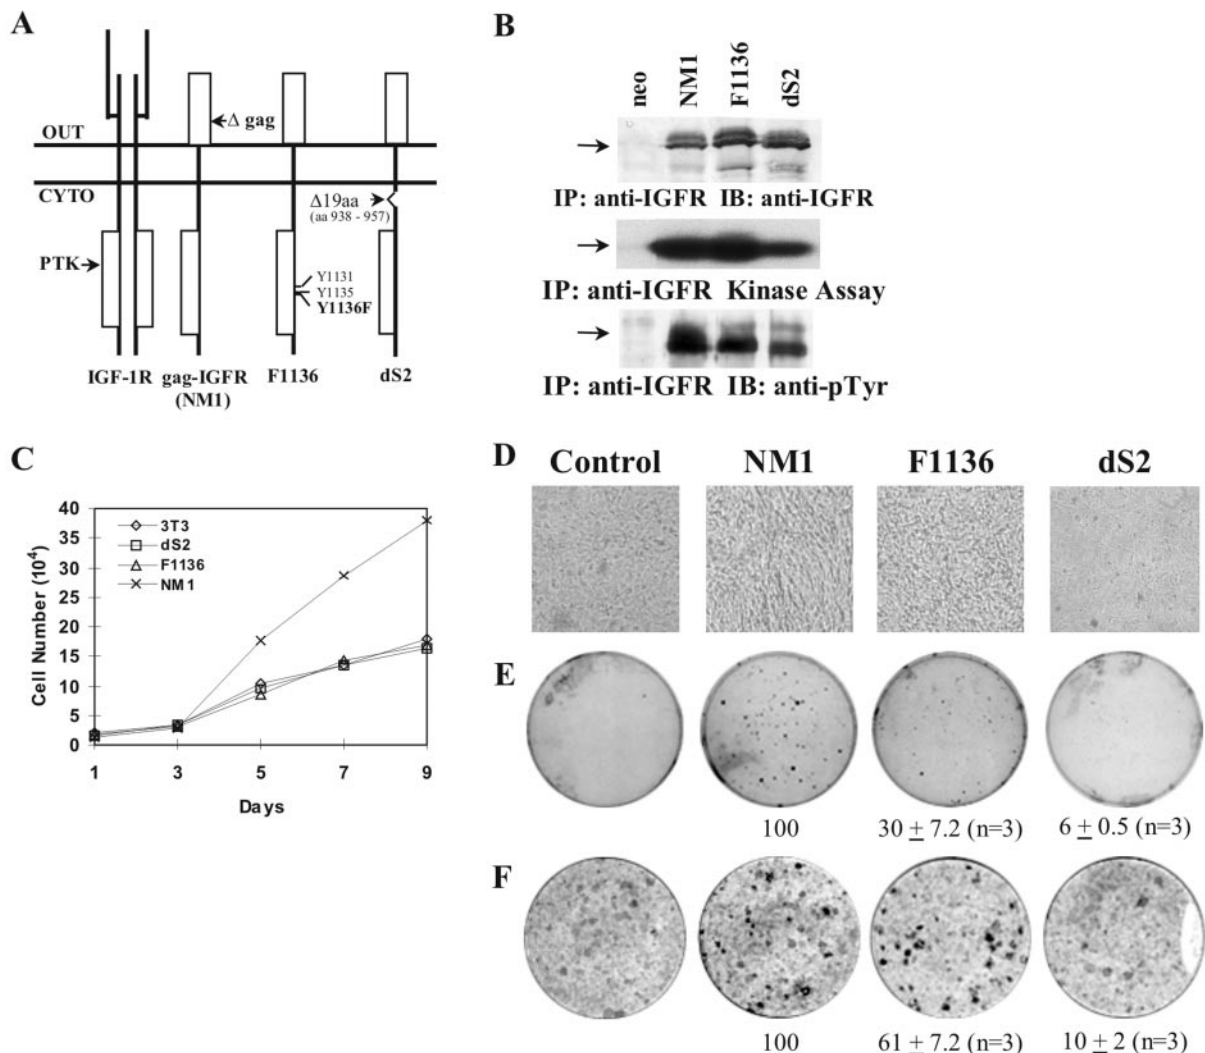 A
OUT
Δ gag
CYTO
Δ19aa
(aa 938 - 957)
PTK
Y1131
Y1135
Y1136F
IGF-1R gag-IGFR F1136 dS2
(NM1)
B
neo NM1 F1136 dS2
IP: anti-IGFR IB: anti-IGFR
IP: anti-IGFR Kinase Assay
IP: anti-IGFR IB: anti-pTyr
C
Cell Number (10⁴)
40
35
30
25
20
15
10
5
0
3T3
dS2
F1136
NM1
1 3 5 7 9
Days
D
Control NM1 F1136 dS2
E
100 30 ± 7.2 (n=3) 6 ± 0.5 (n=3)
F
100 61 ± 7.2 (n=3) 10 ± 2 (n=3)